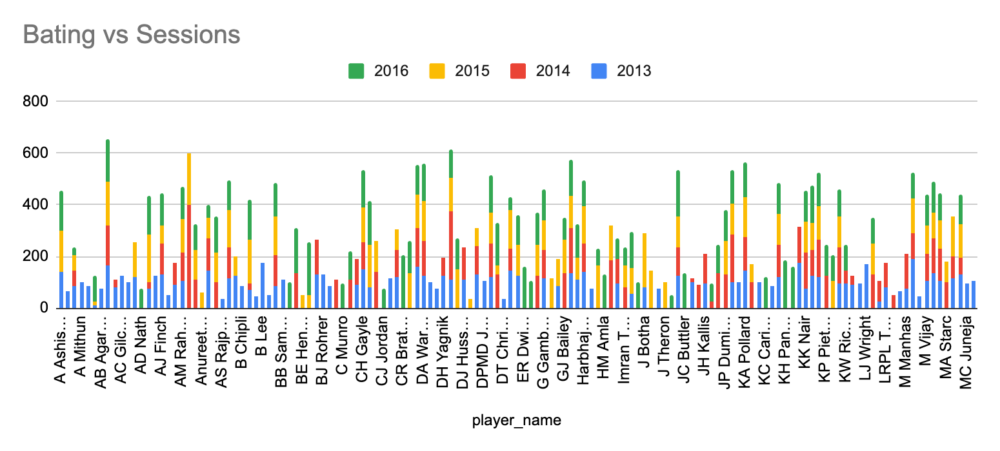 Bating vs Sessions
2016 2015 2014 2013
800
600
400
200
0
A Ashis…
A Mithun
AB Agar…
AC Gilc…
AD Nath
AJ Finch
AM Rah…
Anureet…
AS Rajp…
B Chipli
B Lee
BB Sam…
BE Hen…
BJ Rohrer
C Munro
CH Gayle
CJ Jordan
CR Brat…
DA War…
DH Yagnik
DJ Huss…
DPMD J…
DT Chri…
ER Dwi…
G Gamb…
GJ Bailey
Harbhaj…
HM Amla
Imran T…
J Botha
J Theron
JC Buttler
JH Kallis
JP Dumi…
KA Pollard
KC Cari…
KH Pan…
KK Nair
KP Piet…
KW Ric…
LJ Wright
LRPL T…
M Manhas
M Vijay
MA Starc
MC Juneja
player_name